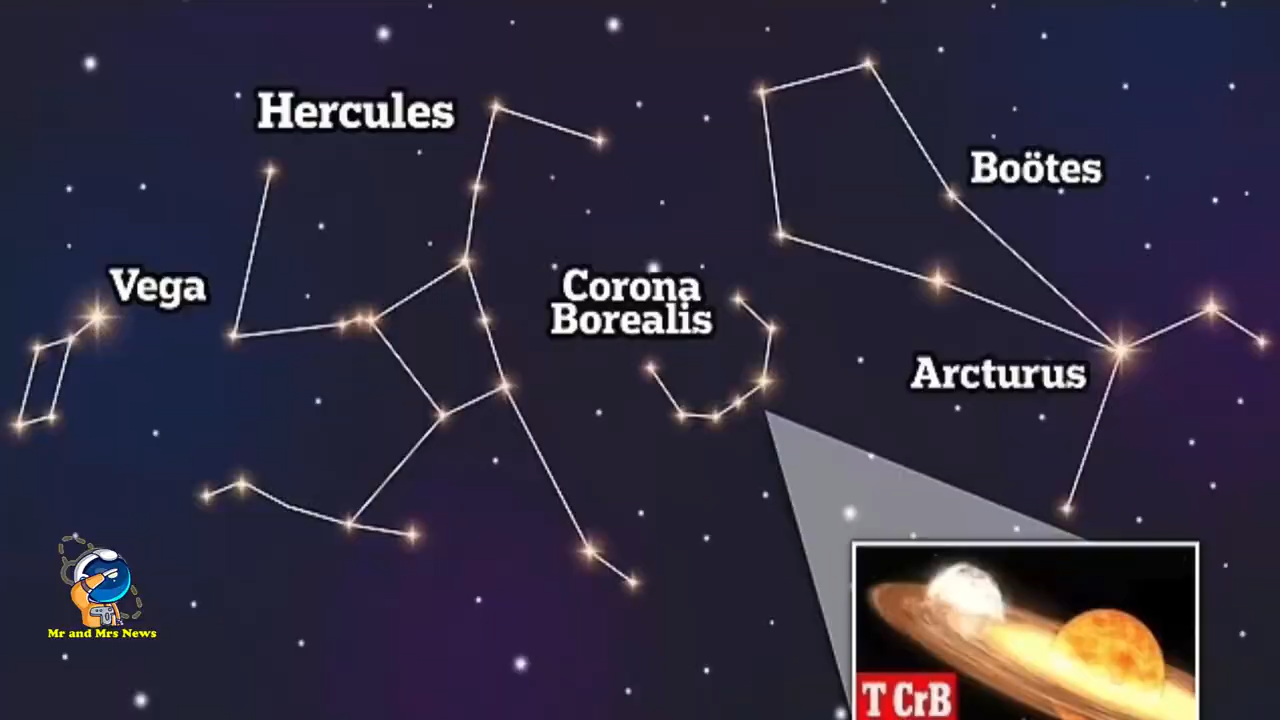 Hercules
Boötes
Vega
Corona
Borealis
Arcturus
Mr and Mrs News
T CrB